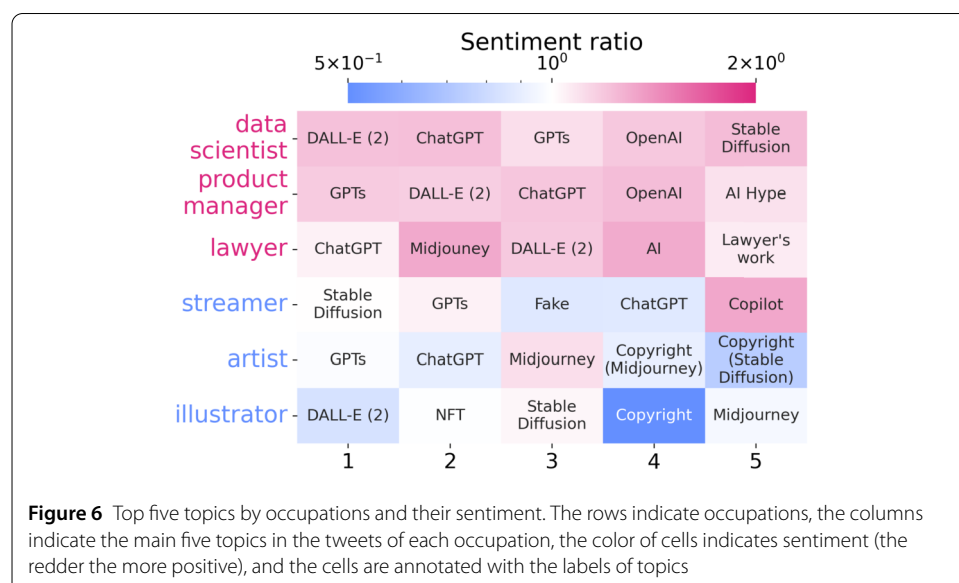 Sentiment ratio
5×10⁻¹ 10⁰ 2×10⁰
data
scientist
DALL-E (2) ChatGPT GPTs OpenAI Stable
Diffusion
product
manager
GPTs DALL-E (2) ChatGPT OpenAI AI Hype
lawyer ChatGPT Midjouney DALL-E (2) AI Lawyer's
work
streamer Stable
Diffusion
GPTs Fake ChatGPT Copilot
artist GPTs ChatGPT Midjourney Copyright
(Midjourney)
Copyright
(Stable
Diffusion)
illustrator DALL-E (2) NFT Stable
Diffusion
Copyright Midjourney
1 2 3 4 5
Figure 6 Top five topics by occupations and their sentiment. The rows indicate occupations, the columns
indicate the main five topics in the tweets of each occupation, the color of cells indicates sentiment (the
redder the more positive), and the cells are annotated with the labels of topics